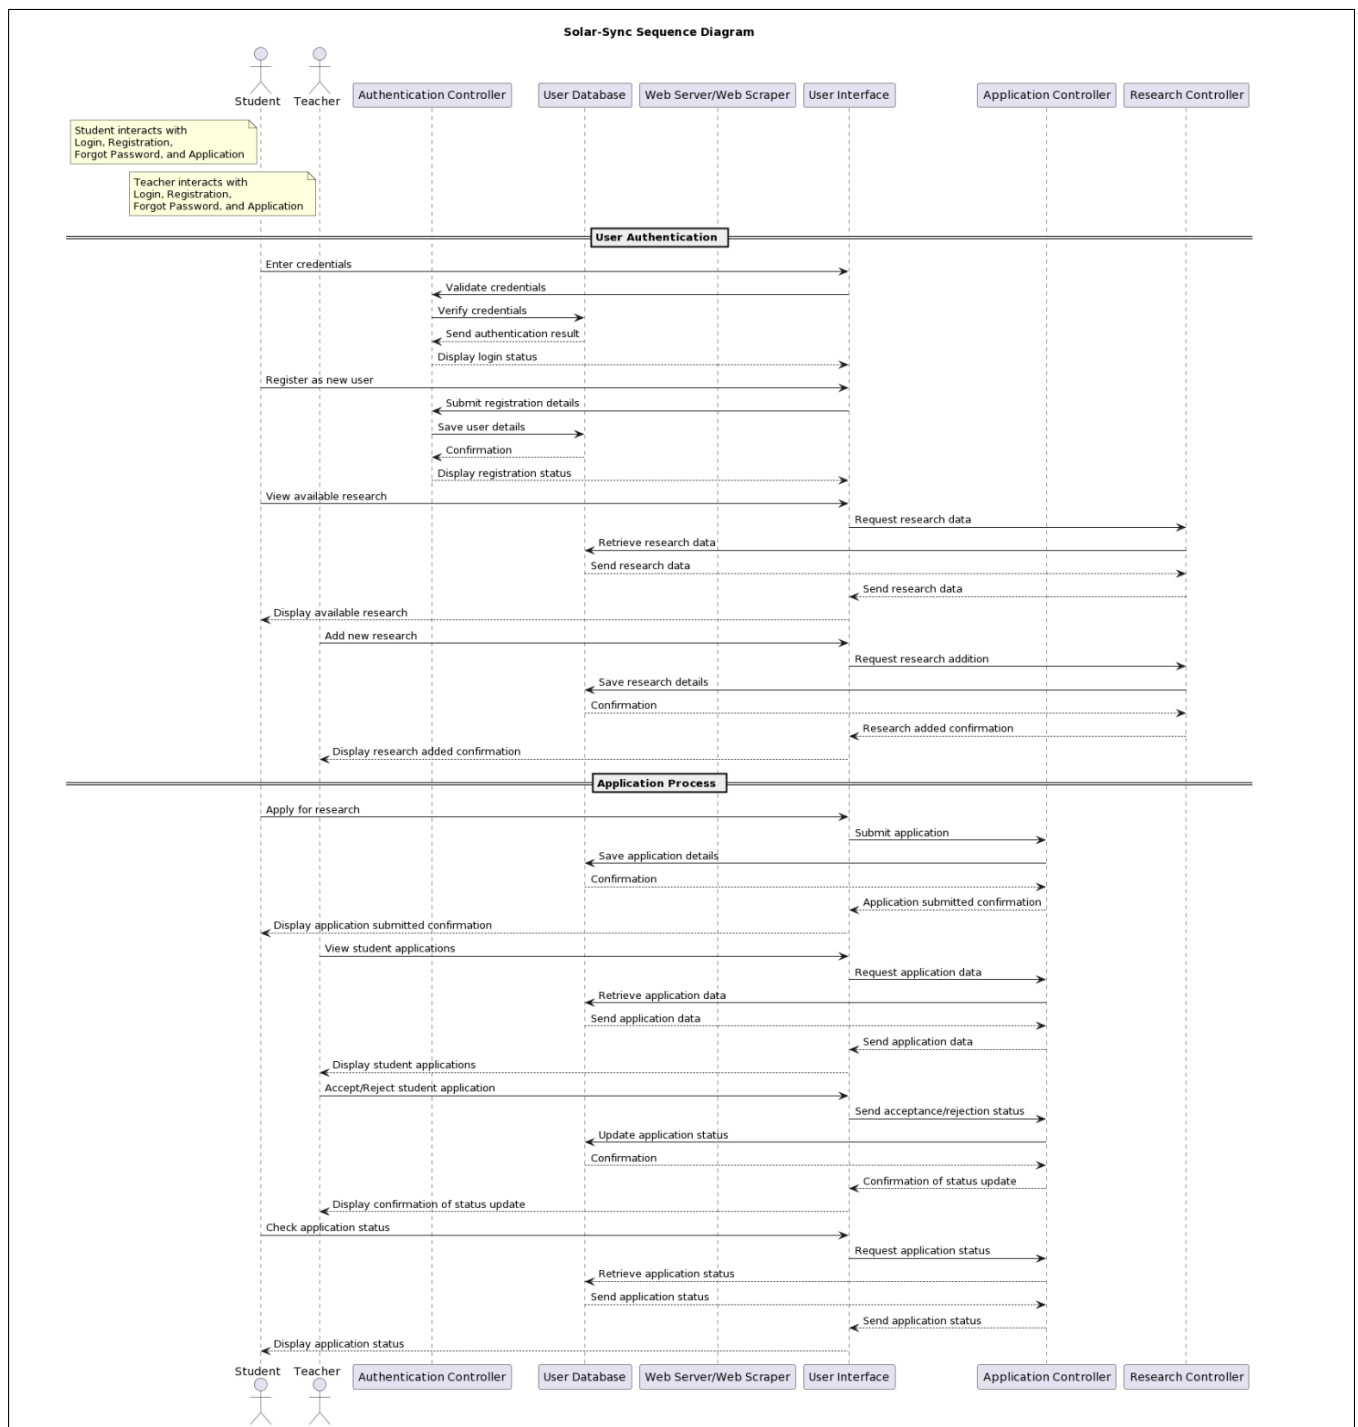 Solar-Sync Sequence Diagram
Student
Teacher
Authentication Controller
User Database
Web Server/Web Scraper
User Interface
Application Controller
Research Controller
Student interacts with
Login, Registration,
Forgot Password, and Application
Teacher interacts with
Login, Registration,
Forgot Password, and Application
User Authentication
Enter credentials
Validate credentials
Verify credentials
Send authentication result
Display login status
Register as new user
Submit registration details
Save user details
Confirmation
Display registration status
View available research
Request research data
Retrieve research data
Send research data
Send research data
Display available research
Add new research
Request research addition
Save research details
Confirmation
Research added confirmation
Display research added confirmation
Application Process
Apply for research
Submit application
Save application details
Confirmation
Application submitted confirmation
Display application submitted confirmation
View student applications
Request application data
Retrieve application data
Send application data
Send application data
Display student applications
Accept/Reject student application
Send acceptance/rejection status
Update application status
Confirmation
Confirmation of status update
Display confirmation of status update
Check application status
Request application status
Retrieve application status
Send application status
Send application status
Display application status
Student
Teacher
Authentication Controller
User Database
Web Server/Web Scraper
User Interface
Application Controller
Research Controller